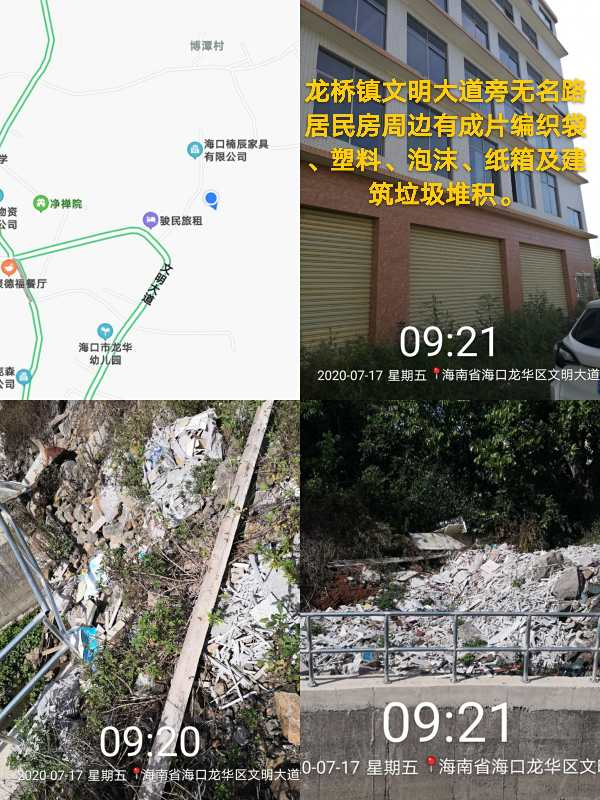 博潭村
海口楠辰家具
有限公司
学
净禅院
物资
公司
骏民旅租
德福餐厅
文明大道
海口市龙华
幼儿园
森
公司
龙桥镇文明大道旁无名路
居民房周边有成片编织袋
、塑料、泡沫、纸箱及建
筑垃圾堆积。
09:21
2020-07-17 星期五 海南省海口龙华区文明大道
09:20
2020-07-17 星期五 海南省海口龙华区文明大道
09:21
0-07-17 星期五 海南省海口龙华区文明